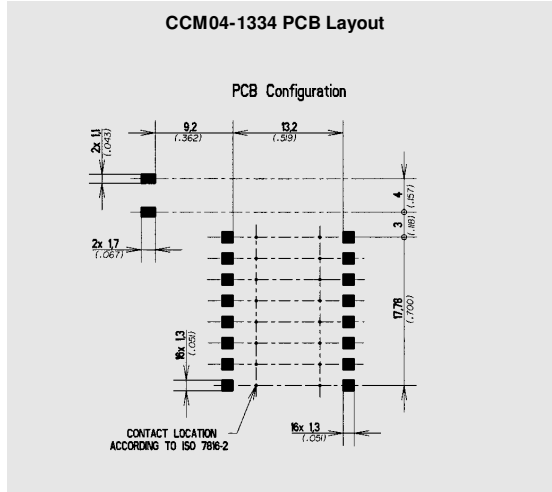 CCM04-1334 PCB Layout
PCB Configuration
9,2
(.362)
13,2
(.519)
2x 1,1
(.043)
4
(.157)
3
(.118)
2x 1,7
(.067)
17,78
(.700)
16x 1,3
(.051)
CONTACT LOCATION
ACCORDING TO ISO 7816-2
16x 1,3
(.051)